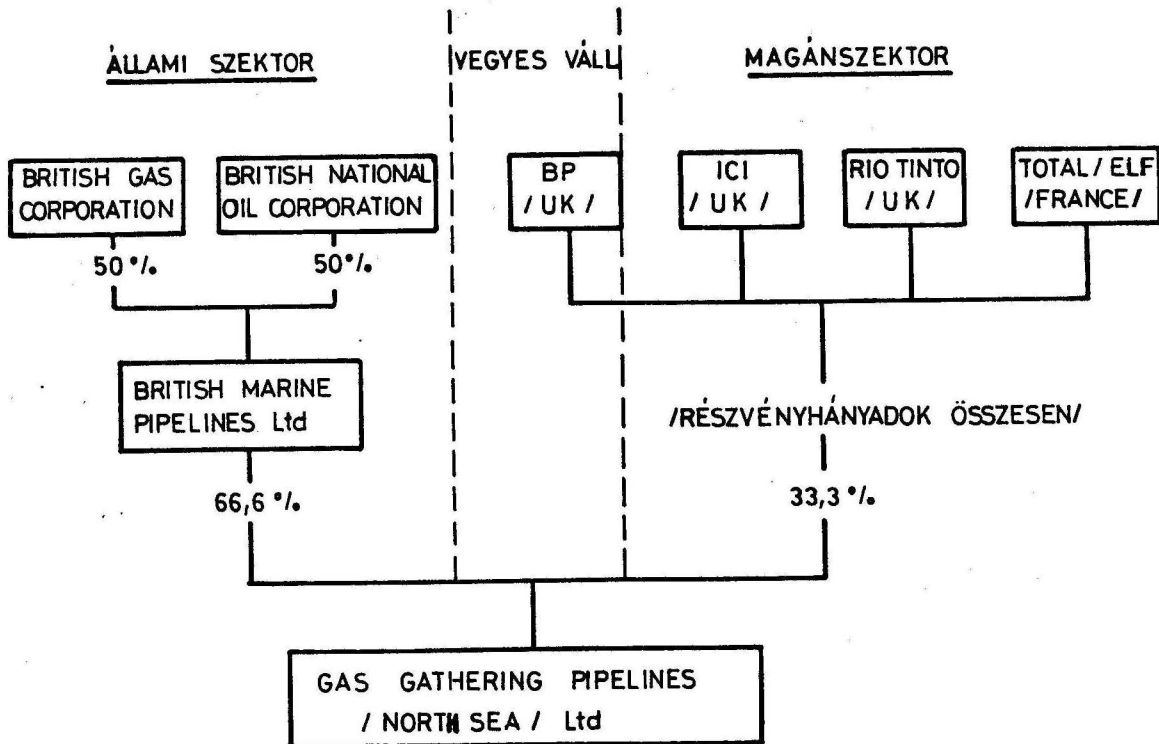 ÁLLAMI SZEKTOR
VEGYES VÁLL
MAGÁNSZEKTOR
BRITISH GAS
CORPORATION
BRITISH NATIONAL
OIL CORPORATION
BP
/ UK /
ICI
/ UK /
RIO TINTO
/ UK /
TOTAL / ELF
/FRANCE/
50 %
50 %
BRITISH MARINE
PIPELINES Ltd
/RÉSZVÉNYHÁNYADOK ÖSSZESEN/
66,6 %
33,3 %
GAS GATHERING PIPELINES
/ NORTH SEA / Ltd